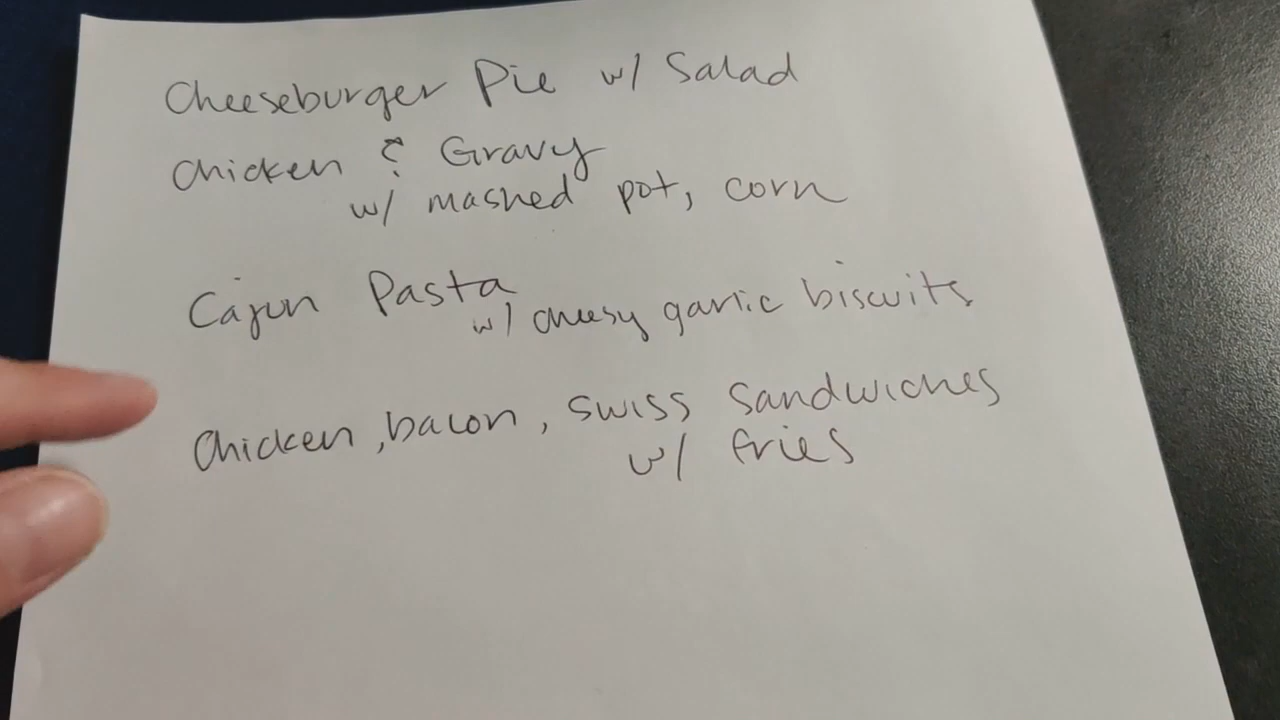 Cheeseburger Pie w/ Salad
Chicken & Gravy
w/ mashed pot, corn
Cajun Pasta
w/ cheesy garlic biscuits
Chicken, bacon, swiss sandwiches
w/ fries